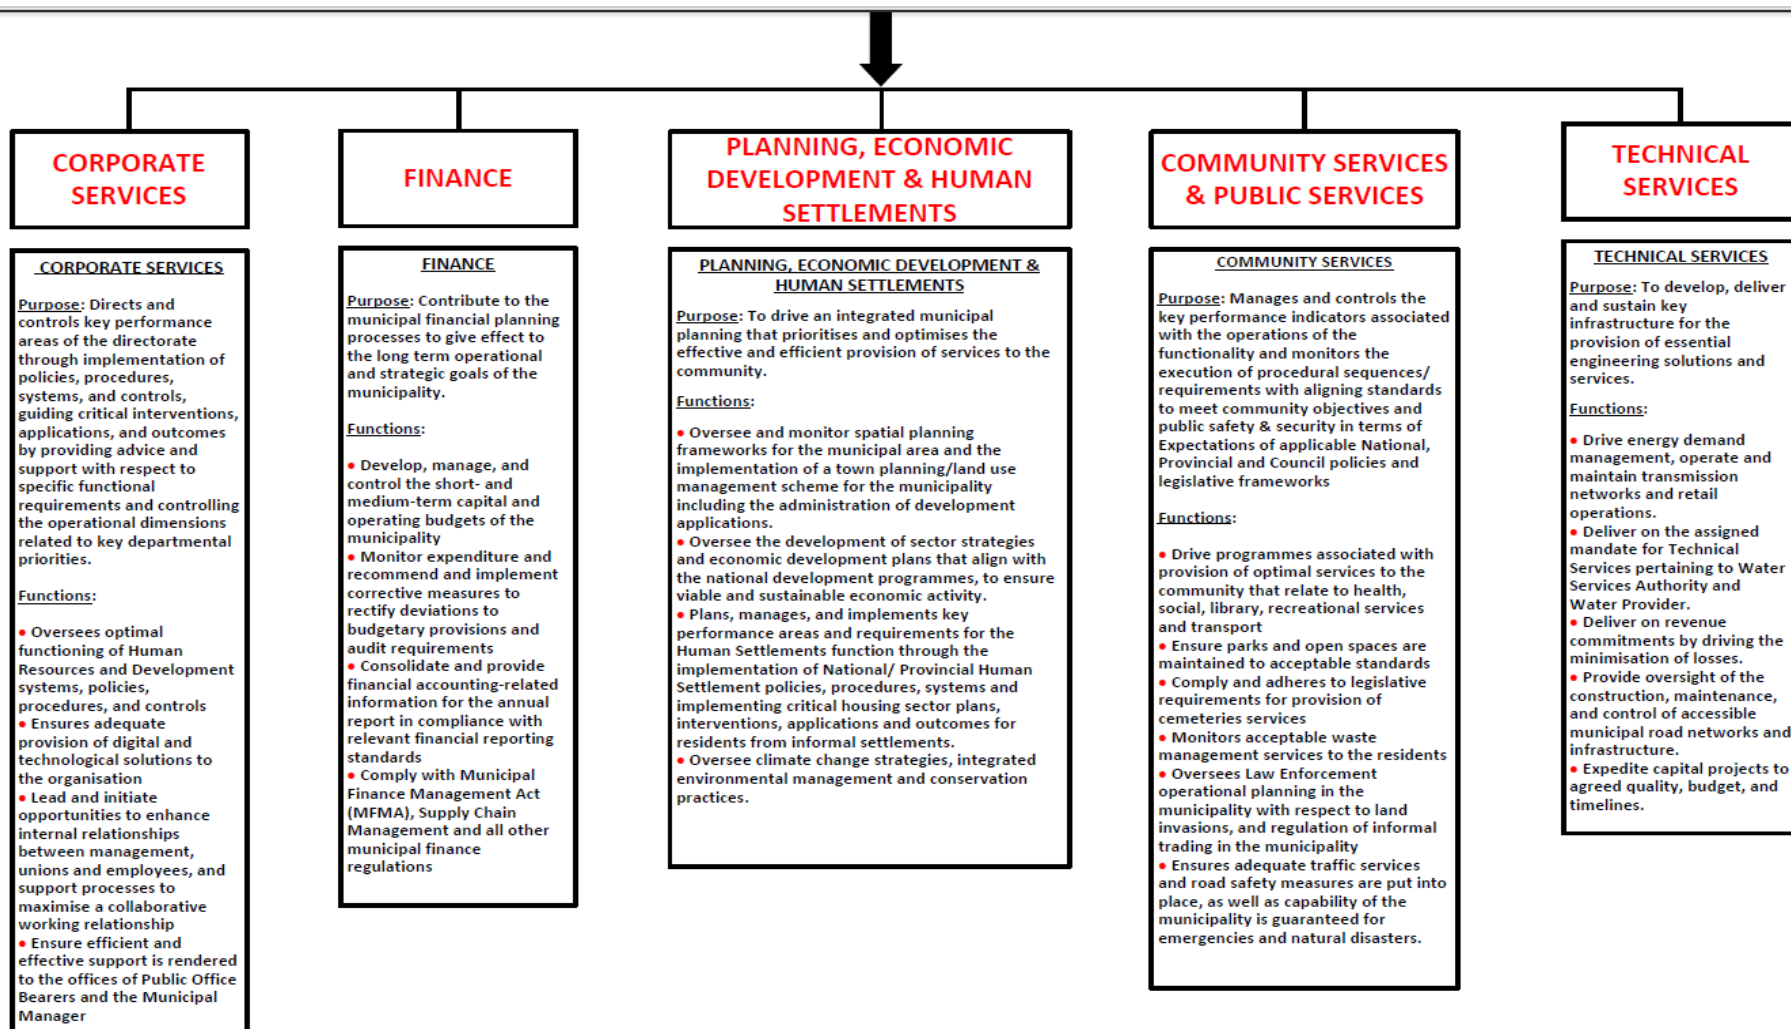 CORPORATE
SERVICES
FINANCE
PLANNING, ECONOMIC
DEVELOPMENT & HUMAN
SETTLEMENTS
COMMUNITY SERVICES
& PUBLIC SERVICES
TECHNICAL
SERVICES
CORPORATE SERVICES
Purpose: Directs and
controls key performance
areas of the directorate
through implementation of
policies, procedures,
systems, and controls,
guiding critical interventions,
applications, and outcomes
by providing advice and
support with respect to
specific functional
requirements and controlling
the operational dimensions
related to key departmental
priorities.
Functions:
• Oversees optimal
functioning of Human
Resources and Development
systems, policies,
procedures, and controls
• Ensures adequate
provision of digital and
technological solutions to
the organisation
• Lead and initiate
opportunities to enhance
internal relationships
between management,
unions and employees, and
support processes to
maximise a collaborative
working relationship
• Ensure efficient and
effective support is rendered
to the offices of Public Office
Bearers and the Municipal
Manager
FINANCE
Purpose: Contribute to the
municipal financial planning
processes to give effect to
the long term operational
and strategic goals of the
municipality.
Functions:
• Develop, manage, and
control the short- and
medium-term capital and
operating budgets of the
municipality
• Monitor expenditure and
recommend and implement
corrective measures to
rectify deviations to
budgetary provisions and
audit requirements
• Consolidate and provide
financial accounting-related
information for the annual
report in compliance with
relevant financial reporting
standards
• Comply with Municipal
Finance Management Act
(MFMA), Supply Chain
Management and all other
municipal finance
regulations
PLANNING, ECONOMIC DEVELOPMENT &
HUMAN SETTLEMENTS
Purpose: To drive an integrated municipal
planning that prioritises and optimises the
effective and efficient provision of services to the
community.
Functions:
• Oversee and monitor spatial planning
frameworks for the municipal area and the
implementation of a town planning/land use
management scheme for the municipality
including the administration of development
applications.
• Oversee the development of sector strategies
and economic development plans that align with
the national development programmes, to ensure
viable and sustainable economic activity.
• Plans, manages, and implements key
performance areas and requirements for the
Human Settlements function through the
implementation of National/ Provincial Human
Settlement policies, procedures, systems and
implementing critical housing sector plans,
interventions, applications and outcomes for
residents from informal settlements.
• Oversee climate change strategies, integrated
environmental management and conservation
practices.
COMMUNITY SERVICES
Purpose: Manages and controls the
key performance indicators associated
with the operations of the
functionality and monitors the
execution of procedural sequences/
requirements with aligning standards
to meet community objectives and
public safety & security in terms of
Expectations of applicable National,
Provincial and Council policies and
legislative frameworks
Functions:
• Drive programmes associated with
provision of optimal services to the
community that relate to health,
social, library, recreational services
and transport
• Ensure parks and open spaces are
maintained to acceptable standards
• Comply and adheres to legislative
requirements for provision of
cemeteries services
• Monitors acceptable waste
management services to the residents
• Oversees Law Enforcement
operational planning in the
municipality with respect to land
invasions, and regulation of informal
trading in the municipality
• Ensures adequate traffic services
and road safety measures are put into
place, as well as capability of the
municipality is guaranteed for
emergencies and natural disasters.
TECHNICAL SERVICES
Purpose: To develop, deliver
and sustain key
infrastructure for the
provision of essential
engineering solutions and
services.
Functions:
• Drive energy demand
management, operate and
maintain transmission
networks and retail
operations.
• Deliver on the assigned
mandate for Technical
Services pertaining to Water
Services Authority and
Water Provider.
• Deliver on revenue
commitments by driving the
minimisation of losses.
• Provide oversight of the
construction, maintenance,
and control of accessible
municipal road networks and
infrastructure.
• Expedite capital projects to
agreed quality, budget, and
timelines.